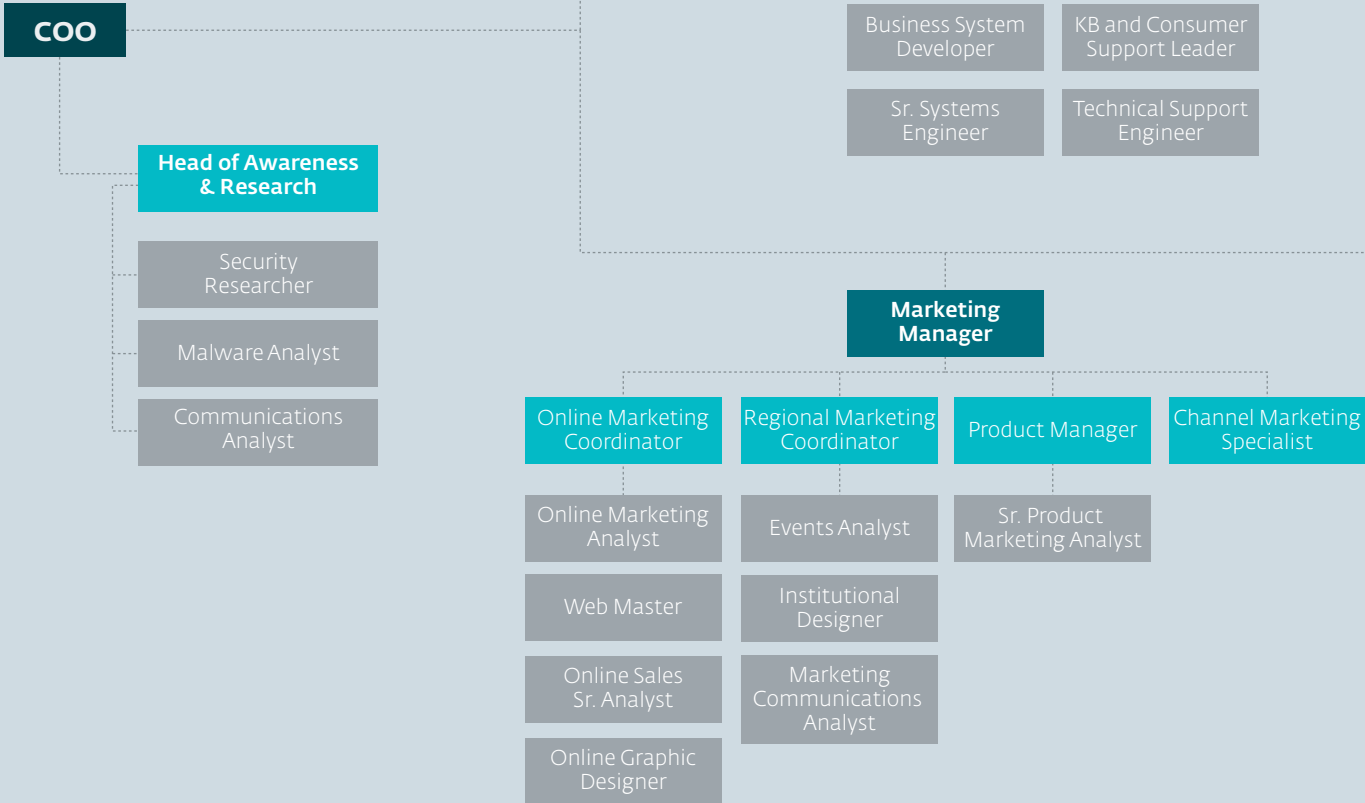 COO
Business System
Developer
KB and Consumer
Support Leader
Sr. Systems
Engineer
Technical Support
Engineer
Head of Awareness
& Research
Security
Researcher
Malware Analyst
Communications
Analyst
Marketing
Manager
Online Marketing
Coordinator
Regional Marketing
Coordinator
Product Manager
Channel Marketing
Specialist
Online Marketing
Analyst
Events Analyst
Sr. Product
Marketing Analyst
Web Master
Institutional
Designer
Online Sales
Sr. Analyst
Marketing
Communications
Analyst
Online Graphic
Designer